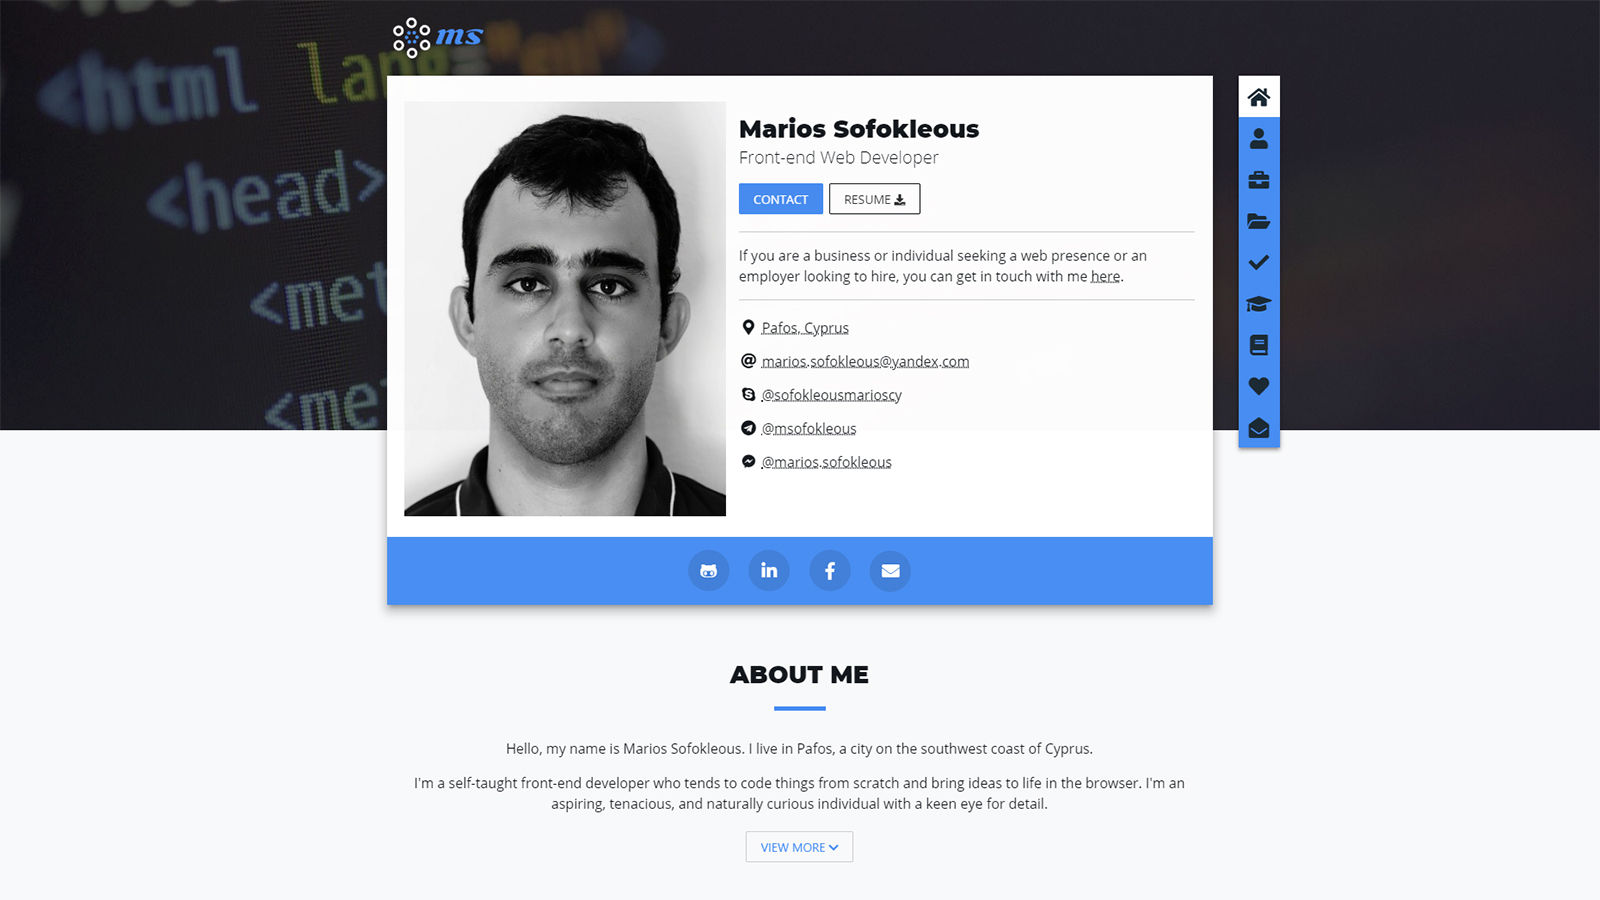 <html lang="en"
<head>
ms
Marios Sofokleous
Front-end Web Developer
CONTACT
RESUME
If you are a business or individual seeking a web presence or an
employer looking to hire, you can get in touch with me here.
Pafos, Cyprus
marios.sofokleous@yandex.com
@sofokleousmarioscy
@msofokleous
@marios.sofokleous
ABOUT ME
Hello, my name is Marios Sofokleous. I live in Pafos, a city on the southwest coast of Cyprus.
I'm a self-taught front-end developer who tends to code things from scratch and bring ideas to life in the browser. I'm an
aspiring, tenacious, and naturally curious individual with a keen eye for detail.
VIEW MORE